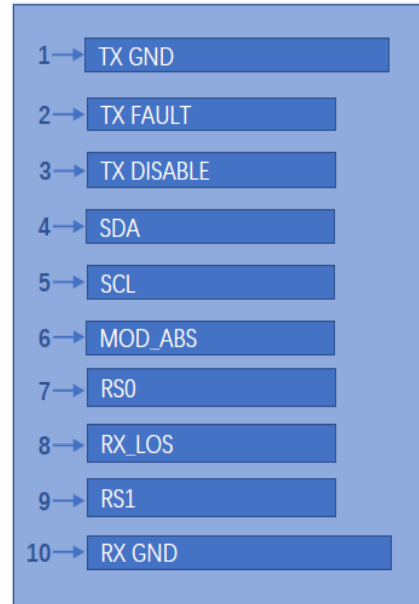 1 TX GND
2 TX FAULT
3 TX DISABLE
4 SDA
5 SCL
6 MOD_ABS
7 RS0
8 RX_LOS
9 RS1
10 RX GND